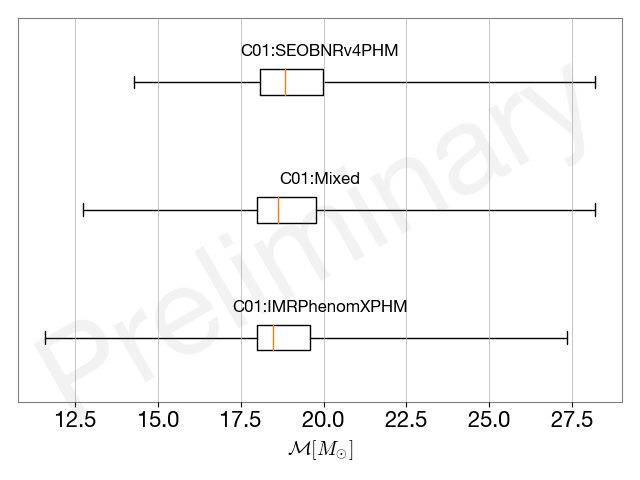 C01:SEOBNRv4PHM
C01:Mixed
C01:IMRPhenomXPHM
Preliminary
12.5 15.0 17.5 20.0 22.5 25.0 27.5
ℳ[M⊙]